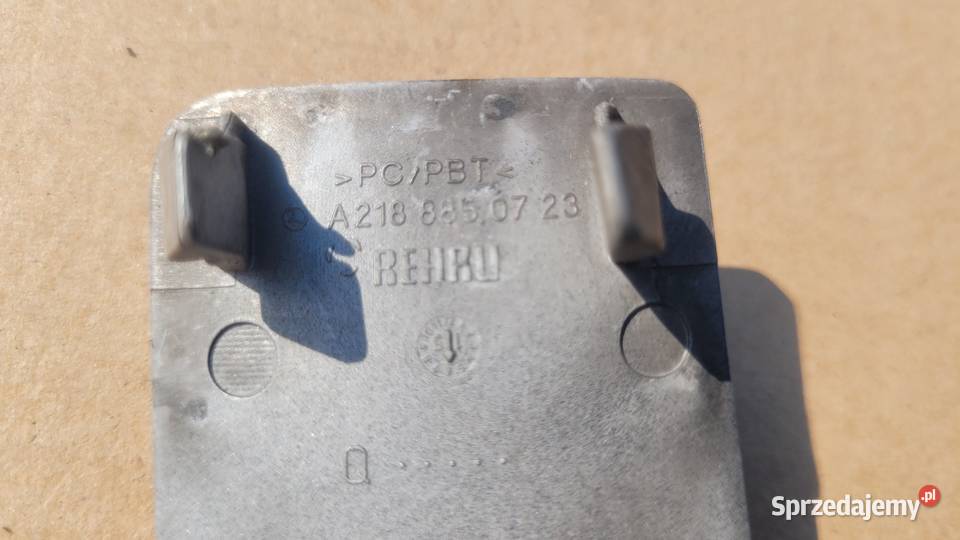 >PC/PBT<
A218 885 07 23
REHAU
Sprzedajemy.pl